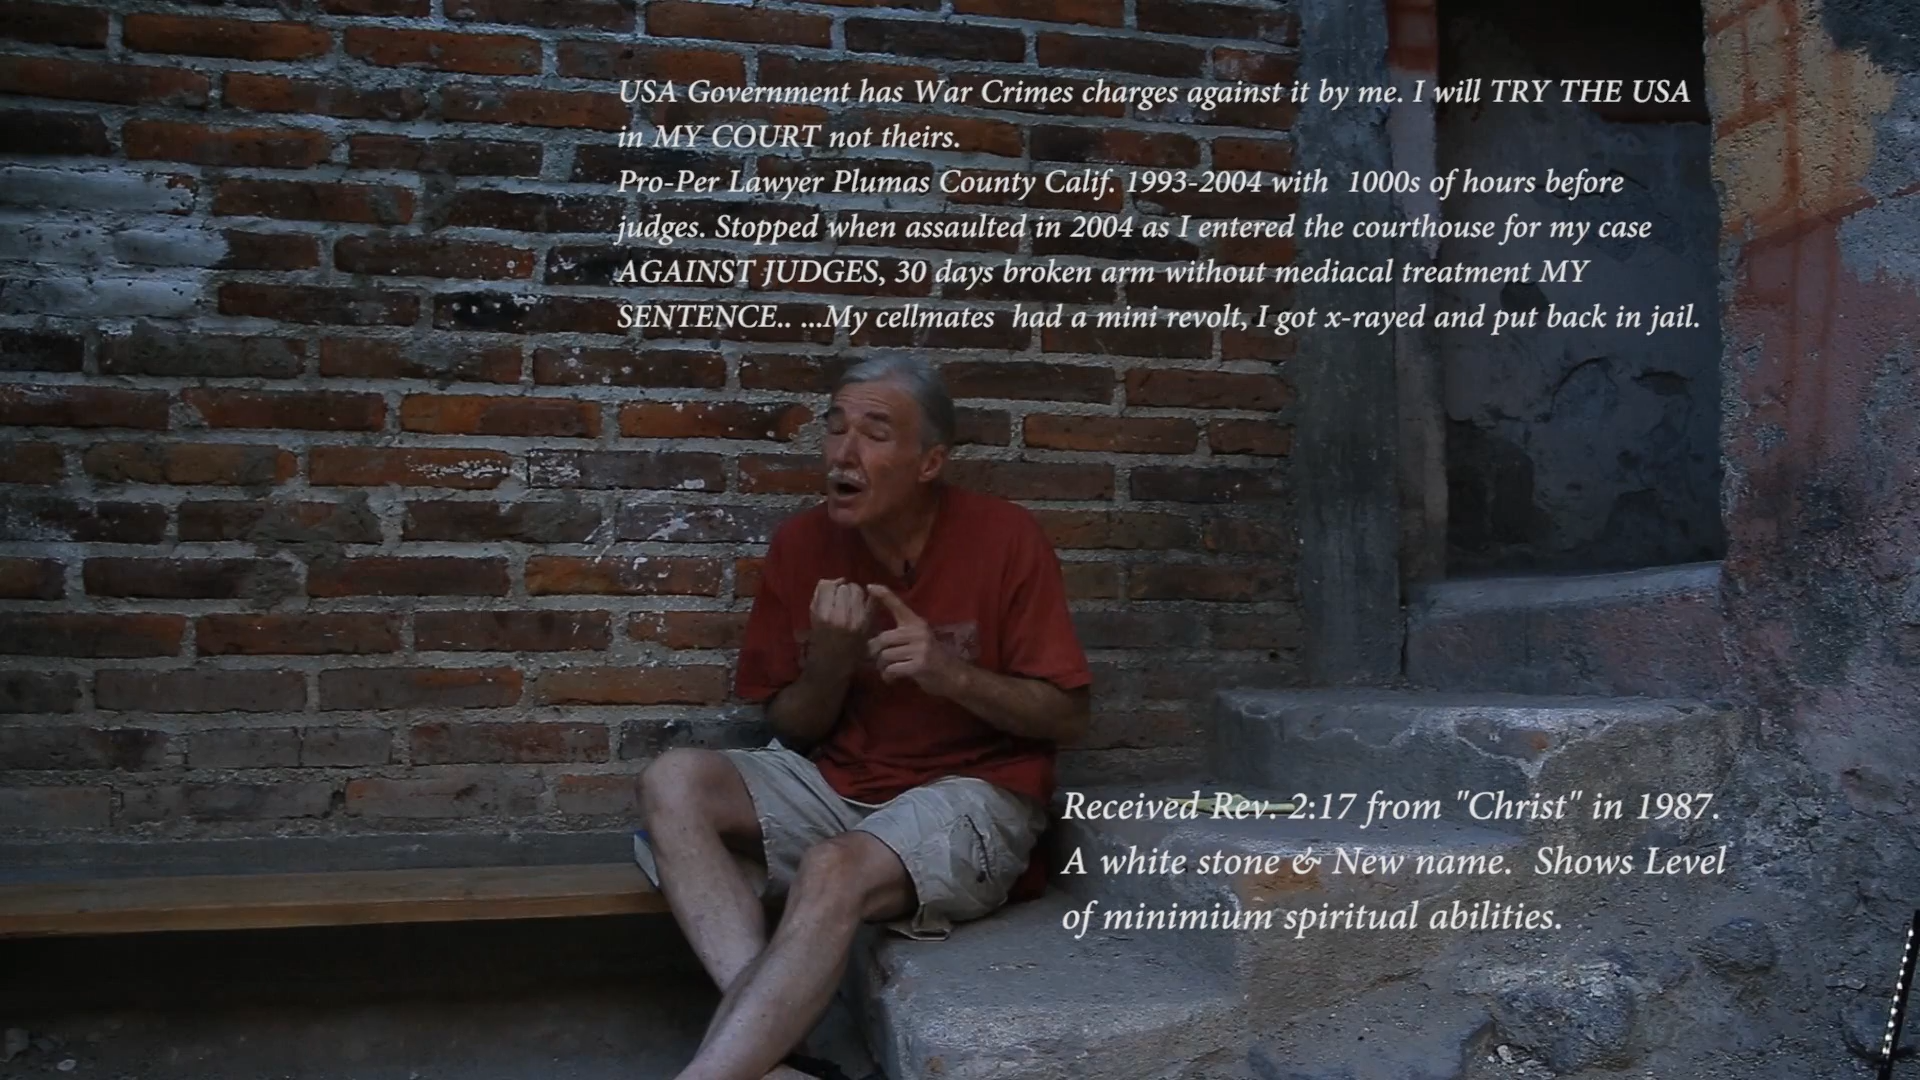 USA Government has War Crimes charges against it by me. I will TRY THE USA
in MY COURT not theirs.
Pro-Per Lawyer Plumas County Calif. 1993-2004 with  1000s of hours before
judges. Stopped when assaulted in 2004 as I entered the courthouse for my case
AGAINST JUDGES, 30 days broken arm without mediacal treatment MY
SENTENCE.. ...My cellmates  had a mini revolt, I got x-rayed and put back in jail.
Received Rev. 2:17 from "Christ" in 1987.
A white stone & New name.  Shows Level
of minimium spiritual abilities.